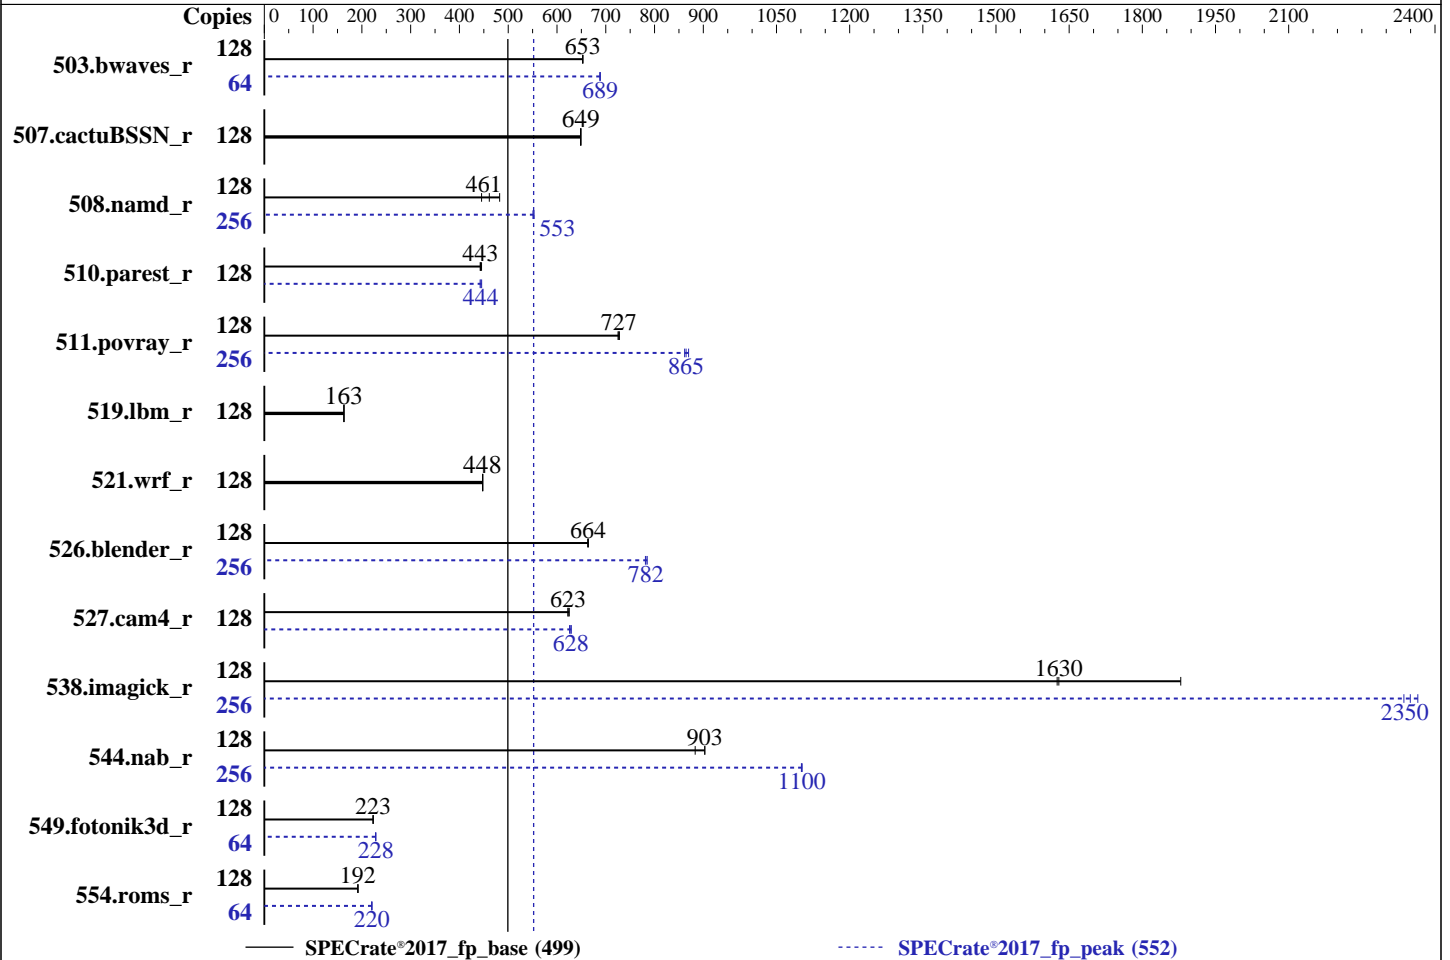 Copies 0 100 200 300 400 500 600 700 800 900 1050 1200 1350 1500 1650 1800 1950 2100 2400
503.bwaves_r 128 653
64 689
507.cactuBSSN_r 128 649
508.namd_r 128 461
256 553
510.parest_r 128 443
444
511.povray_r 128 727
256 865
519.lbm_r 128 163
521.wrf_r 128 448
526.blender_r 128 664
256 782
527.cam4_r 128 623
628
538.imagick_r 128 1630
256 2350
544.nab_r 128 903
256 1100
549.fotonik3d_r 128 223
64 228
554.roms_r 128 192
64 220
SPECrate®2017_fp_base (499) SPECrate®2017_fp_peak (552)